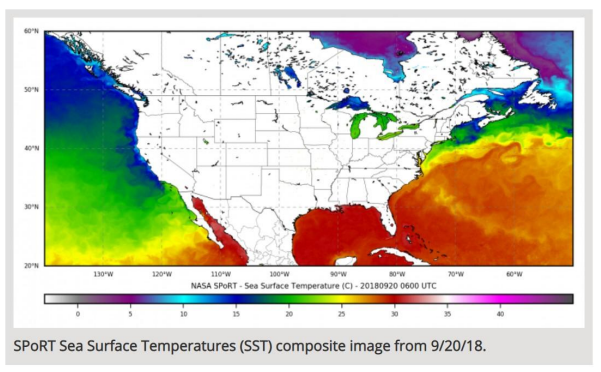 60°N
50°N
40°N
30°N
20°N
130°W 120°W 110°W 100°W 90°W 80°W 70°W 60°W
NASA SPoRT - Sea Surface Temperature (C) - 20180920 0600 UTC
0 5 10 15 20 25 30 35 40
SPoRT Sea Surface Temperatures (SST) composite image from 9/20/18.